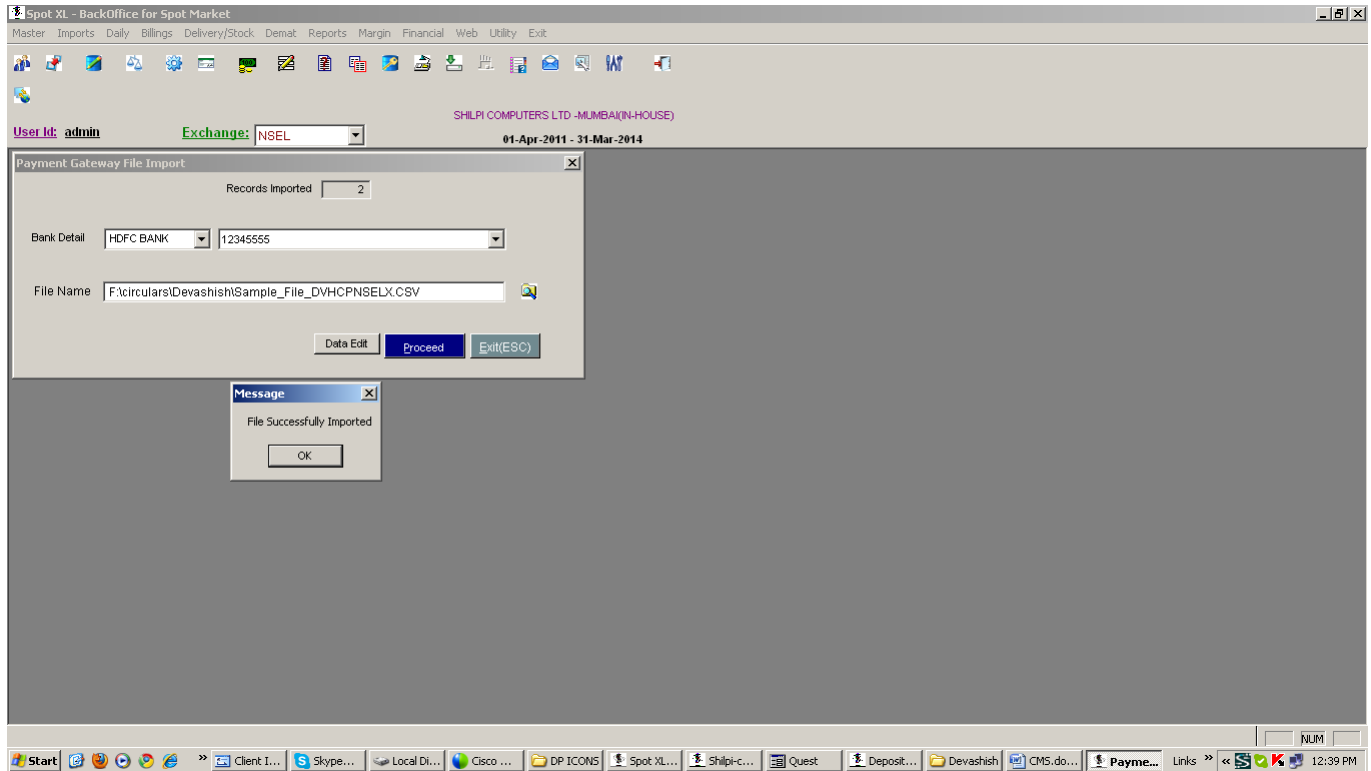 Spot XL - BackOffice for Spot Market
Master Imports Daily Billings Delivery/Stock Demat Reports Margin Financial Web Utility Exit
SHILPI COMPUTERS LTD -MUMBAI(IN-HOUSE)
User Id: admin Exchange: NSEL
01-Apr-2011 - 31-Mar-2014
Payment Gateway File Import
Records Imported 2
Bank Detail HDFC BANK 12345555
File Name F:\circulars\Devashish\Sample_File_DVHCPNSELX.CSV
Data Edit Proceed Exit(ESC)
Message
File Successfully Imported
OK
NUM
Start Client I... Skype... Local Di... Cisco ... DP ICONS Spot XL... Shilpi-c... Quest Deposit... Devashish CMS.do... Payme... Links 12:39 PM